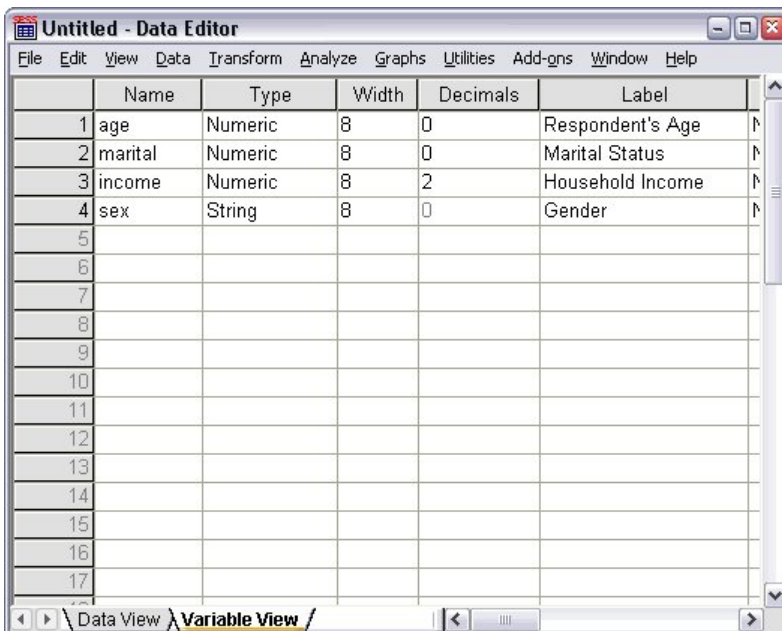 Untitled - Data Editor
File Edit View Data Transform Analyze Graphs Utilities Add-ons Window Help
Name Type Width Decimals Label
1 age Numeric 8 0 Respondent's Age
2 marital Numeric 8 0 Marital Status
3 income Numeric 8 2 Household Income
4 sex String 8 0 Gender
5
6
7
8
9
10
11
12
13
14
15
16
17
Data View Variable View